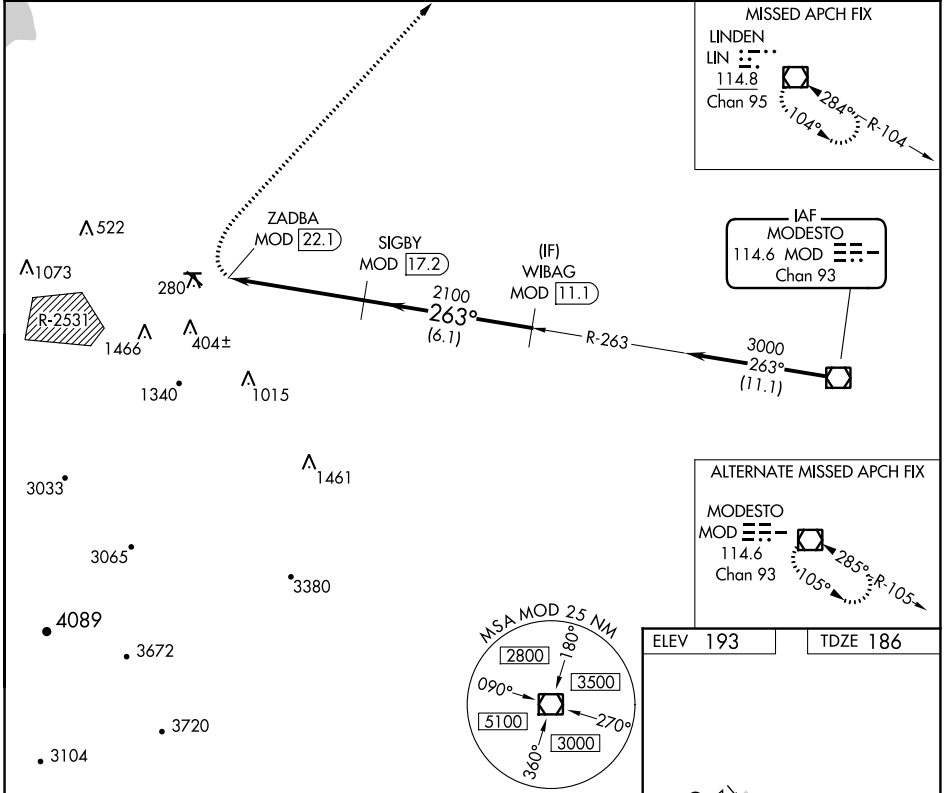 MISSED APCH FIX
LINDEN
LIN
114.8
Chan 95
284°
R-104
104°
ZADBA
MOD 22.1
SIGBY
MOD 17.2
(IF)
WIBAG
MOD 11.1
IAF
MODESTO
114.6 MOD
Chan 93
522
1073
280
R-2531
1466
404±
1340
1015
2100
263°
(6.1)
R-263
3000
263°
(11.1)
1461
3033
3065
3380
4089
3672
3720
3104
ALTERNATE MISSED APCH FIX
MODESTO
MOD
114.6
Chan 93
285°
R-105
105°
MSA MOD 25 NM
180°
2800
3500
090°
270°
5100
3000
360°
ELEV 193
TDZE 186